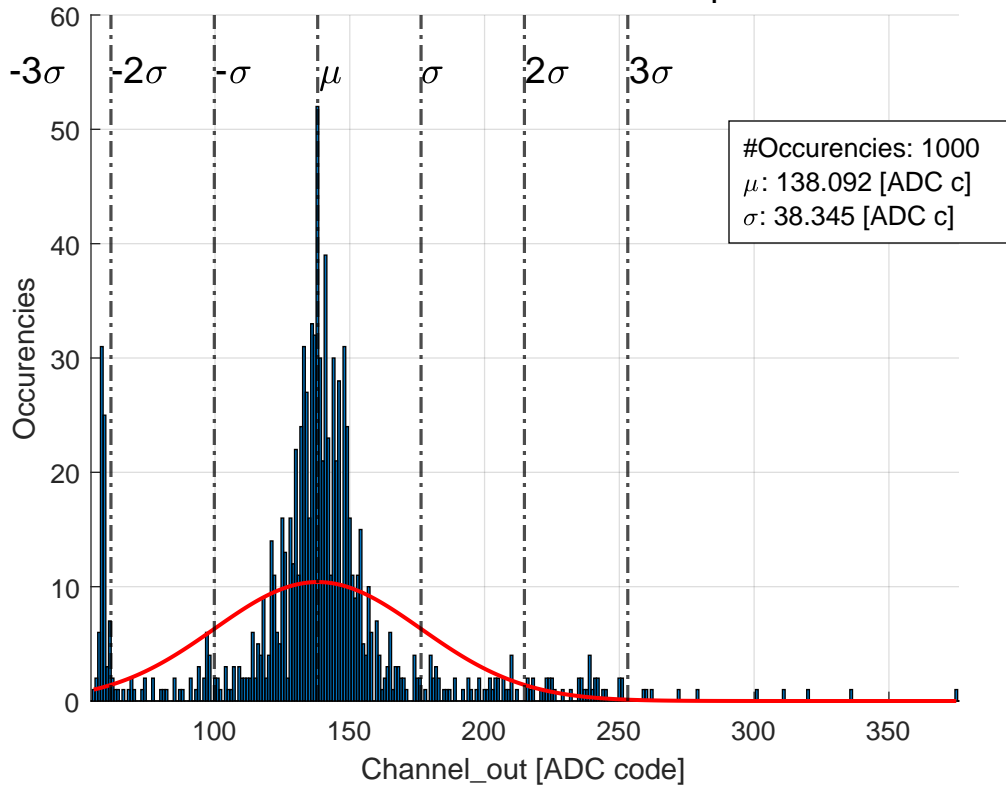 60
50
40
30
20
10
0
Occurencies
-3σ -2σ -σ μ σ 2σ 3σ
#Occurencies: 1000
μ: 138.092 [ADC c]
σ: 38.345 [ADC c]
100 150 200 250 300 350
Channel_out [ADC code]